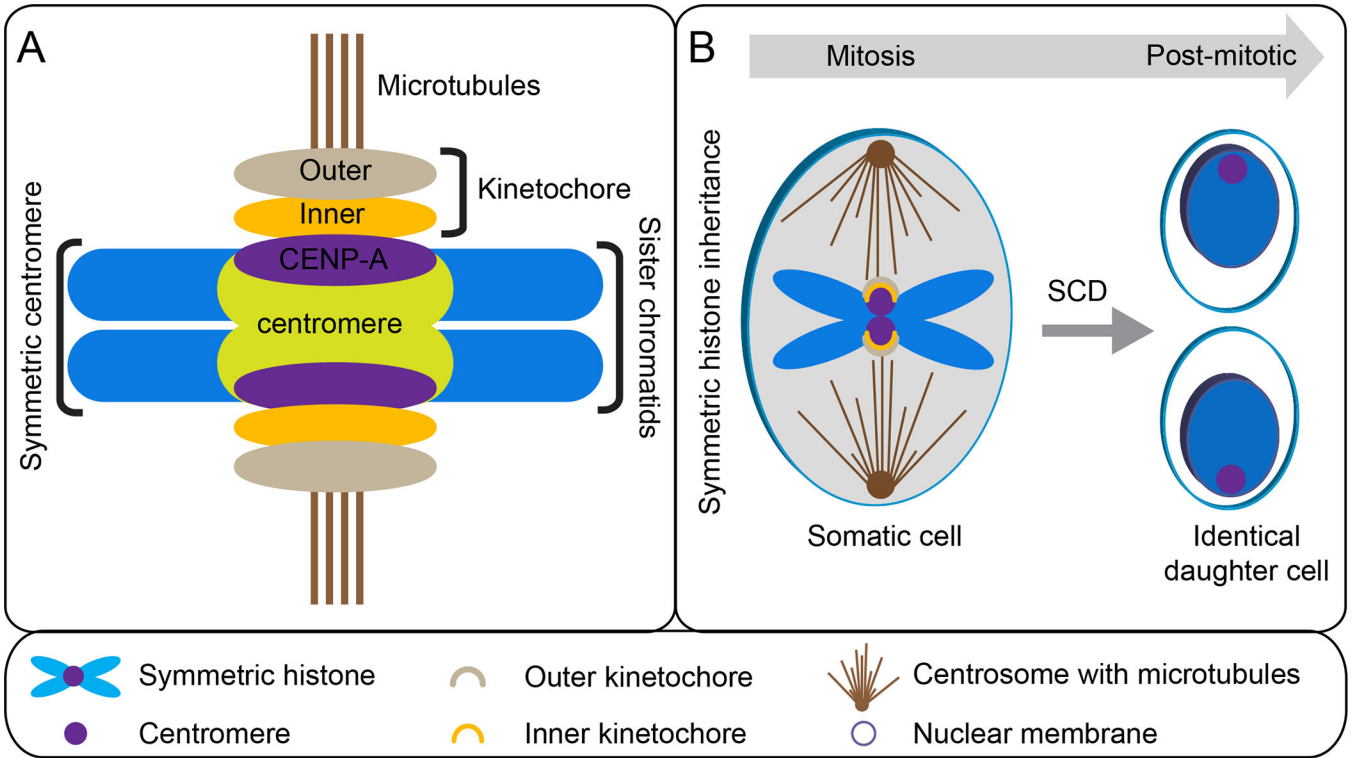 A
Microtubules
Outer
Kinetochore
Inner
CENP-A
centromere
Symmetric centromere
Sister chromatids
B
Mitosis
Post-mitotic
Symmetric histone inheritance
SCD
Somatic cell
Identical
daughter cell
Symmetric histone
Outer kinetochore
Centrosome with microtubules
Centromere
Inner kinetochore
Nuclear membrane